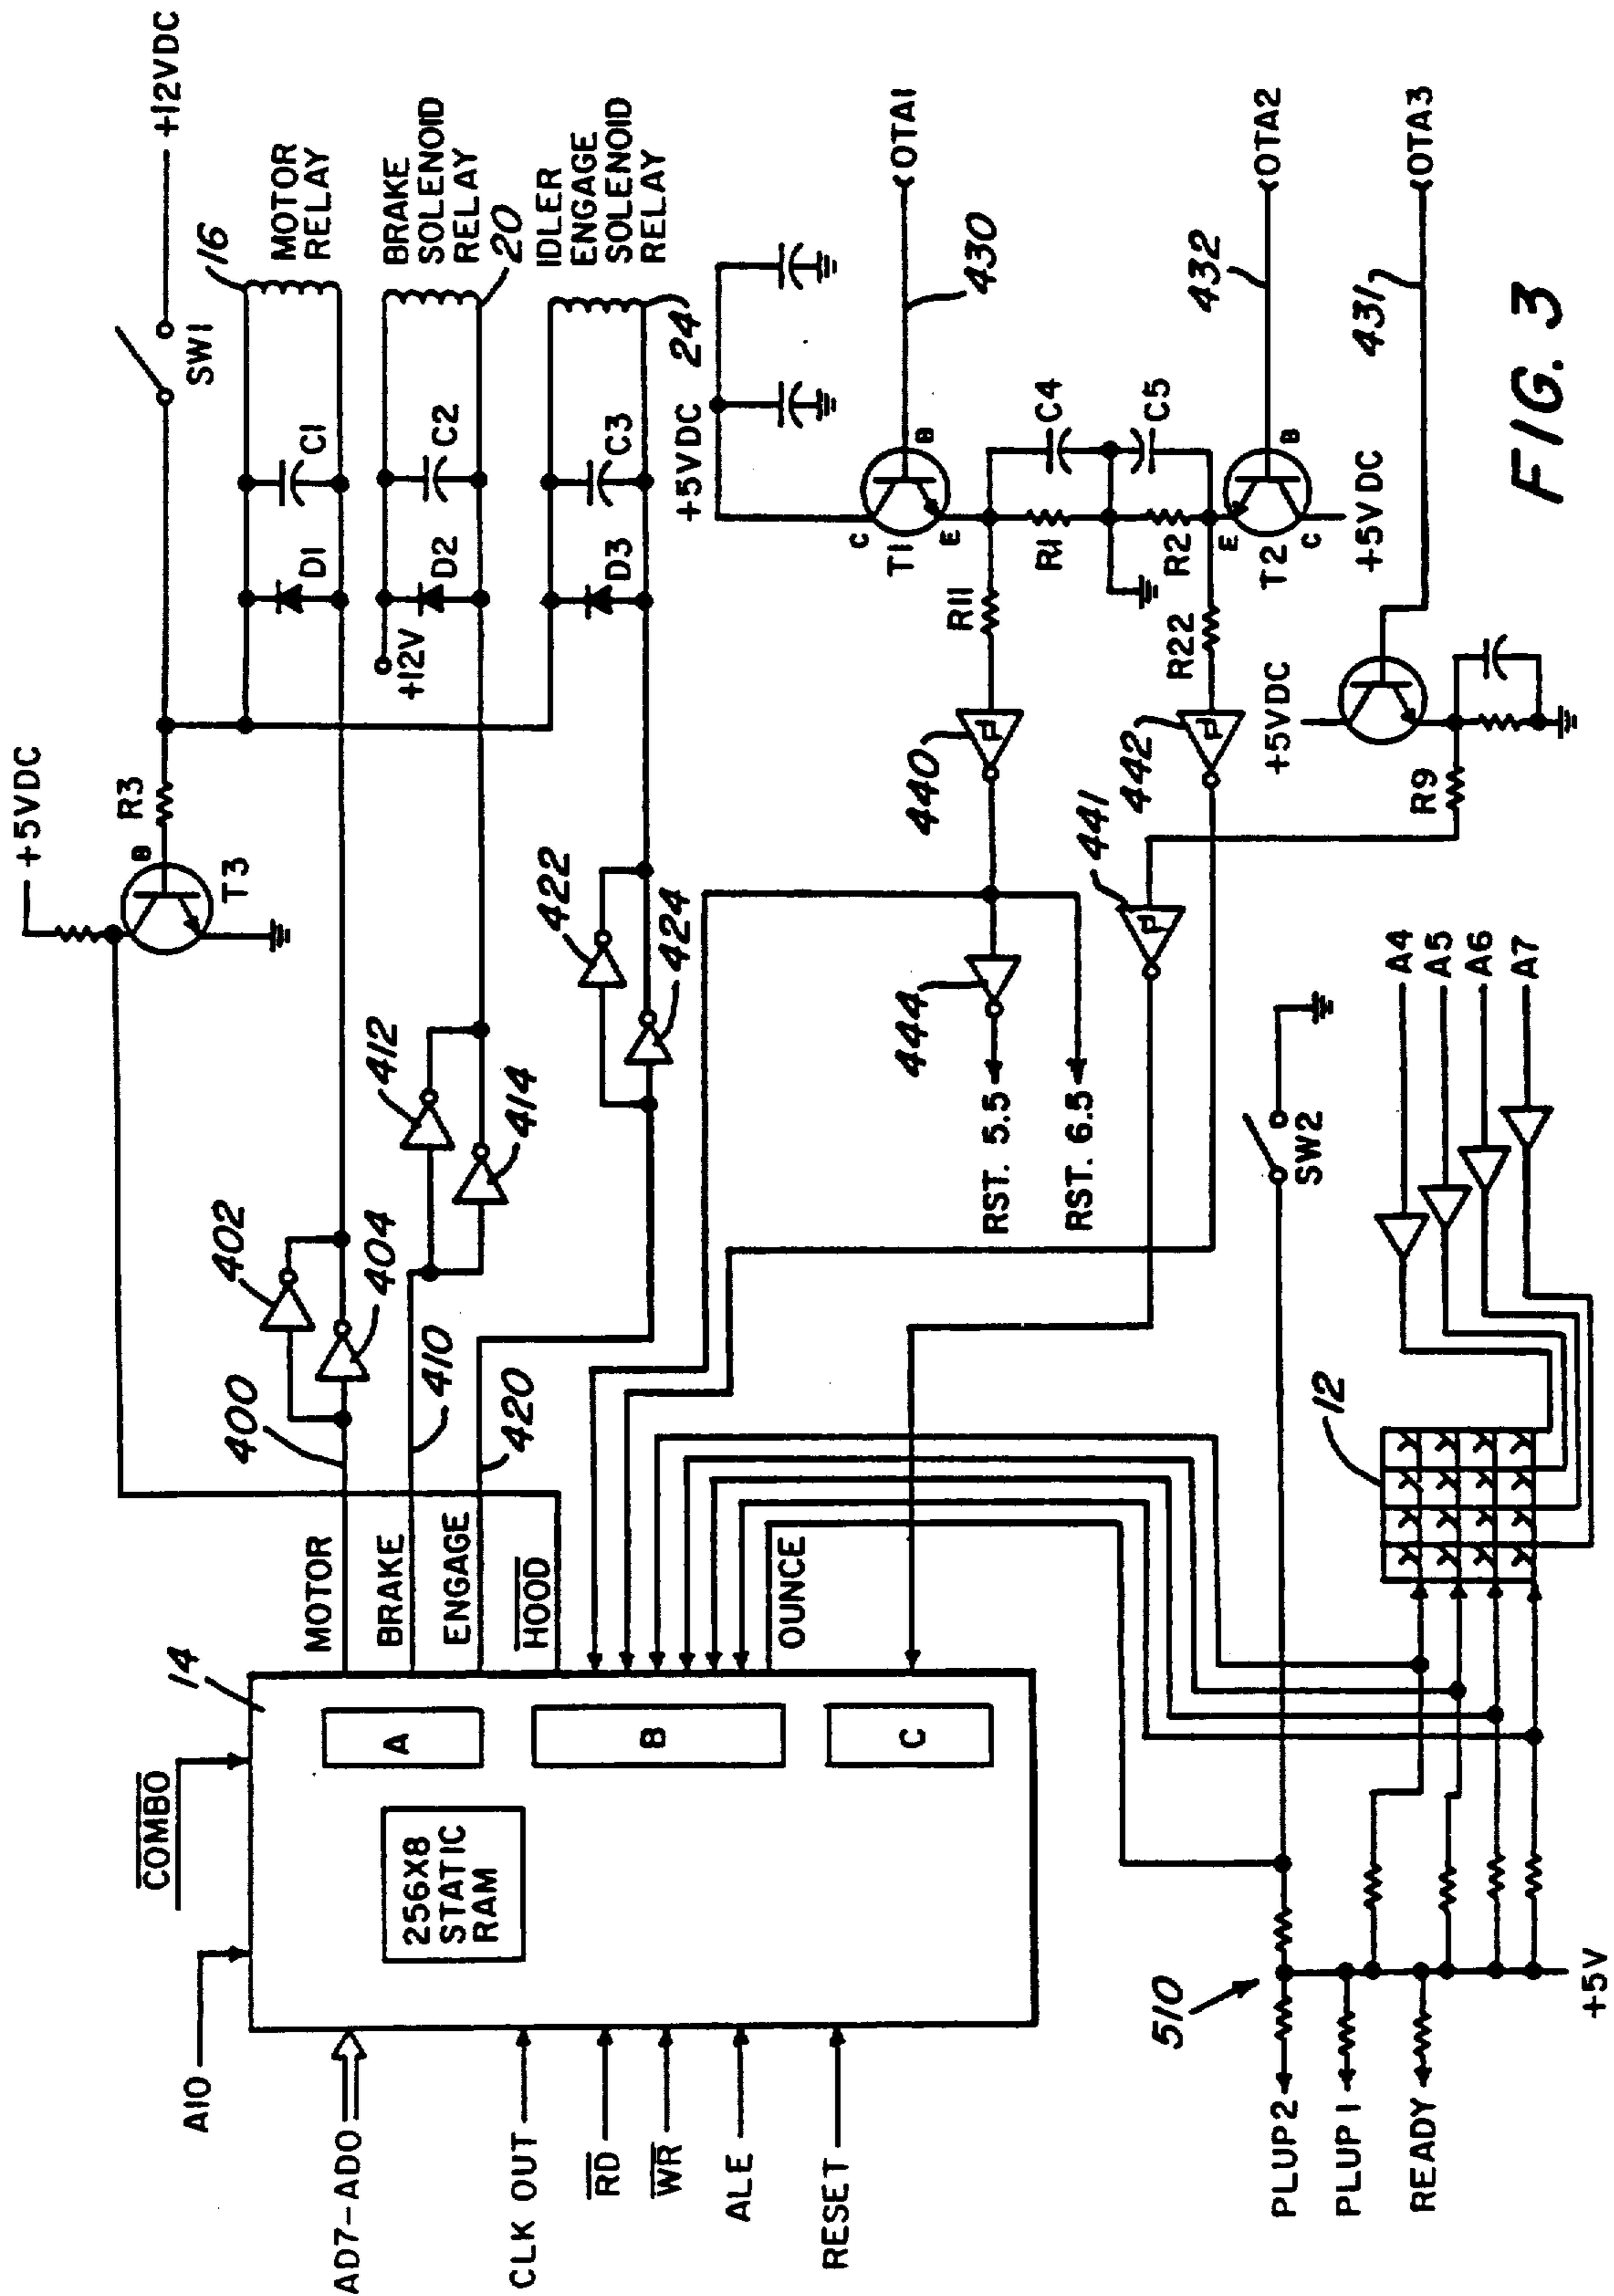 +5VDC
+12VDC
R3
B
T3
SW1
16
MOTOR
RELAY
D1
C1
BRAKE
SOLENOID
RELAY
20
+12V
D2
C2
IDLER
ENGAGE
SOLENOID
RELAY
24
D3
C3
402
404
400
412
414
410
422
424
420
COMBO
A10
14
MOTOR
BRAKE
ENGAGE
HOOD
OUNCE
A
B
C
256X8
STATIC
RAM
AD7-AD0
CLK OUT
RD
WR
ALE
RESET
+5VDC
C
B
E
T1
430
OTA1
R11
R1
C4
R2
C5
R22
E
B
C
T2
432
OTA2
+5VDC
440
442
441
444
RST. 5.5
RST. 6.5
+5VDC
R9
431
OTA3
SW2
510
PLUP2
PLUP1
READY
+5V
12
A4
A5
A6
A7
FIG. 3